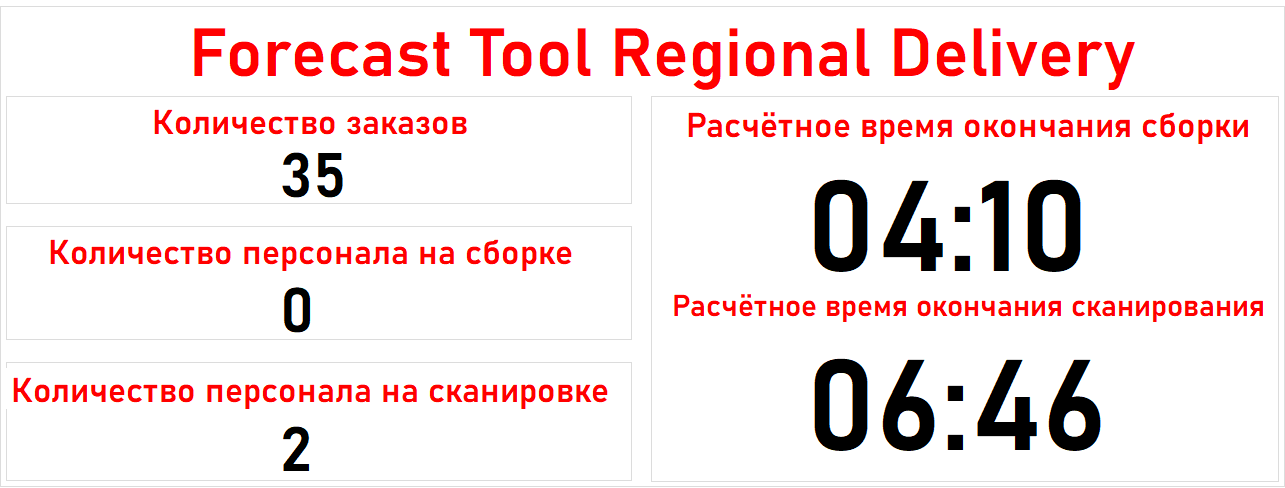 Forecast Tool Regional Delivery
Количество заказов
35
Количество персонала на сборке
0
Количество персонала на сканировке
2
Расчётное время окончания сборки
04:10
Расчётное время окончания сканирования
06:46